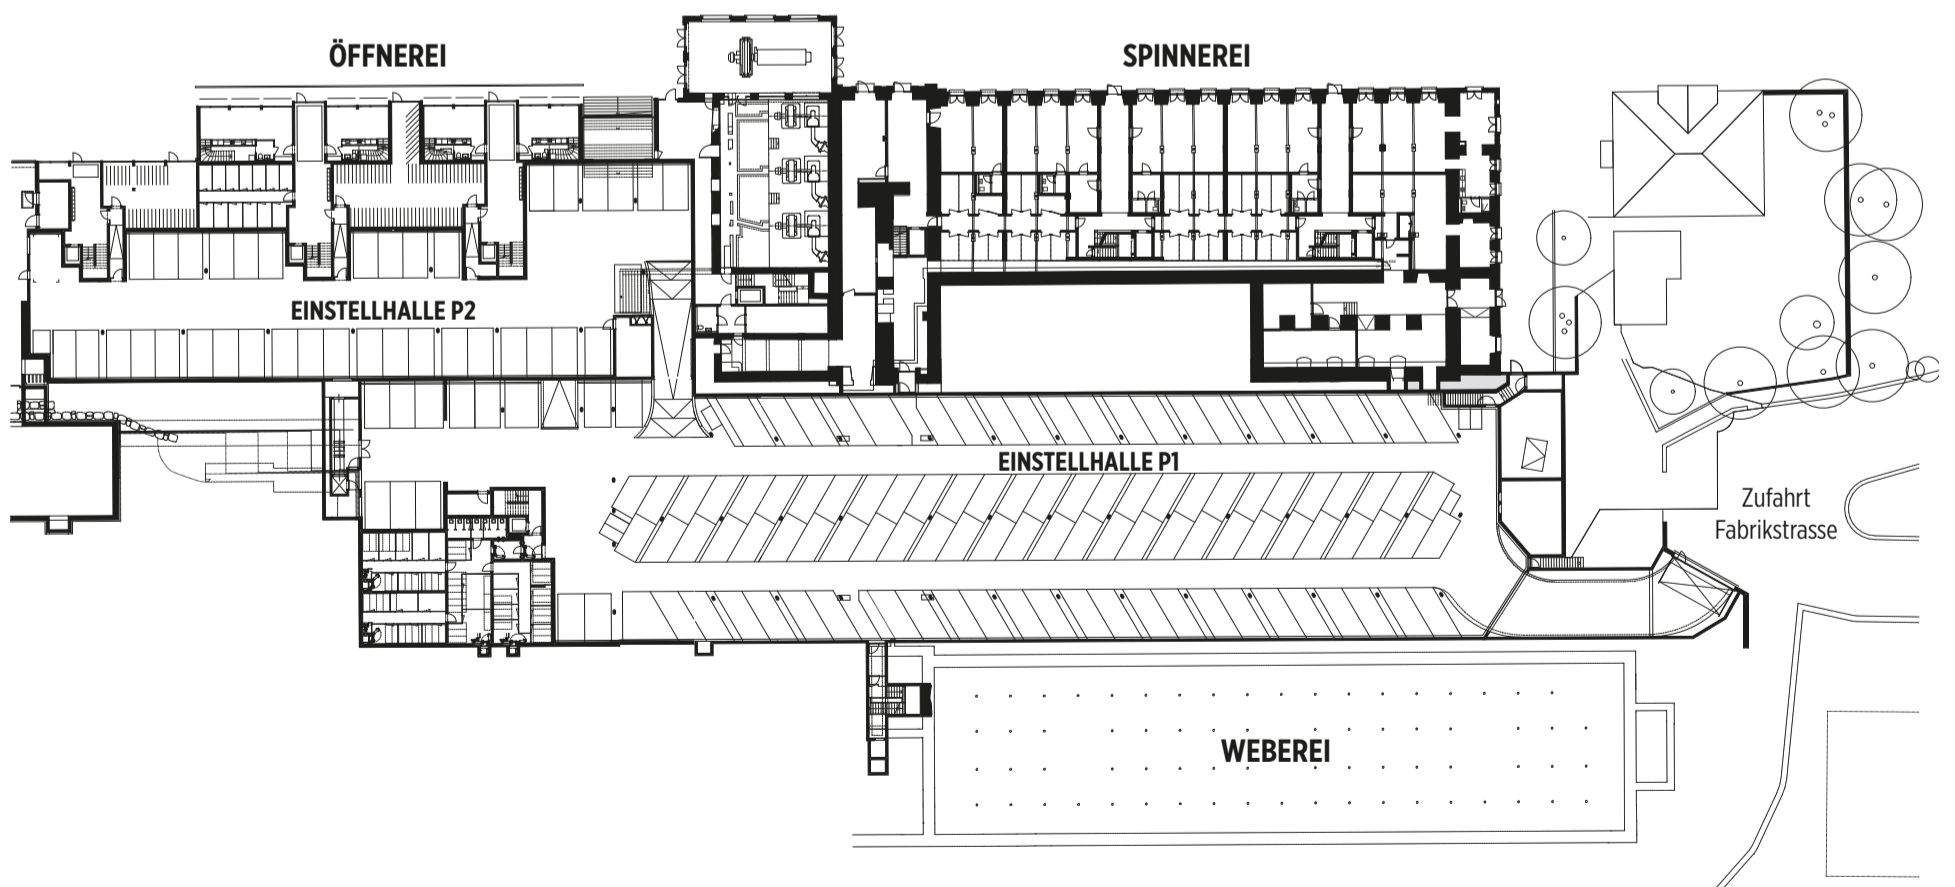 ÖFFNEREI
SPINNEREI
EINSTELLHALLE P2
EINSTELLHALLE P1
Zufahrt
Fabrikstrasse
WEBEREI